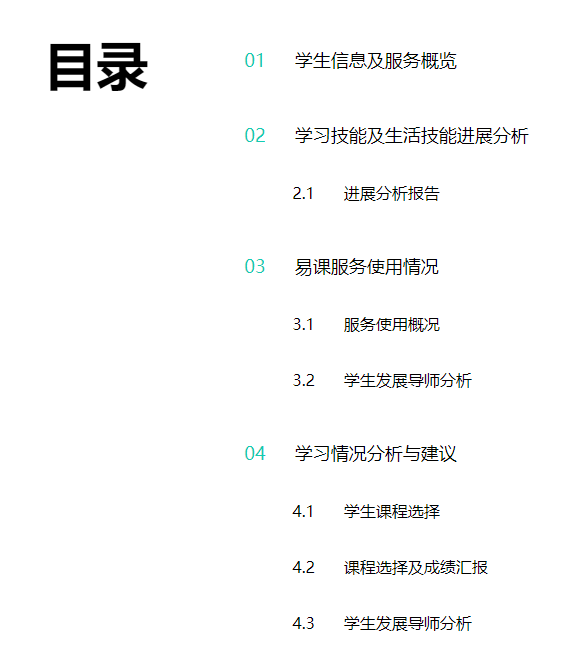 目录
01 学生信息及服务概览
02 学习技能及生活技能进展分析
2.1 进展分析报告
03 易课服务使用情况
3.1 服务使用概况
3.2 学生发展导师分析
04 学习情况分析与建议
4.1 学生课程选择
4.2 课程选择及成绩汇报
4.3 学生发展导师分析